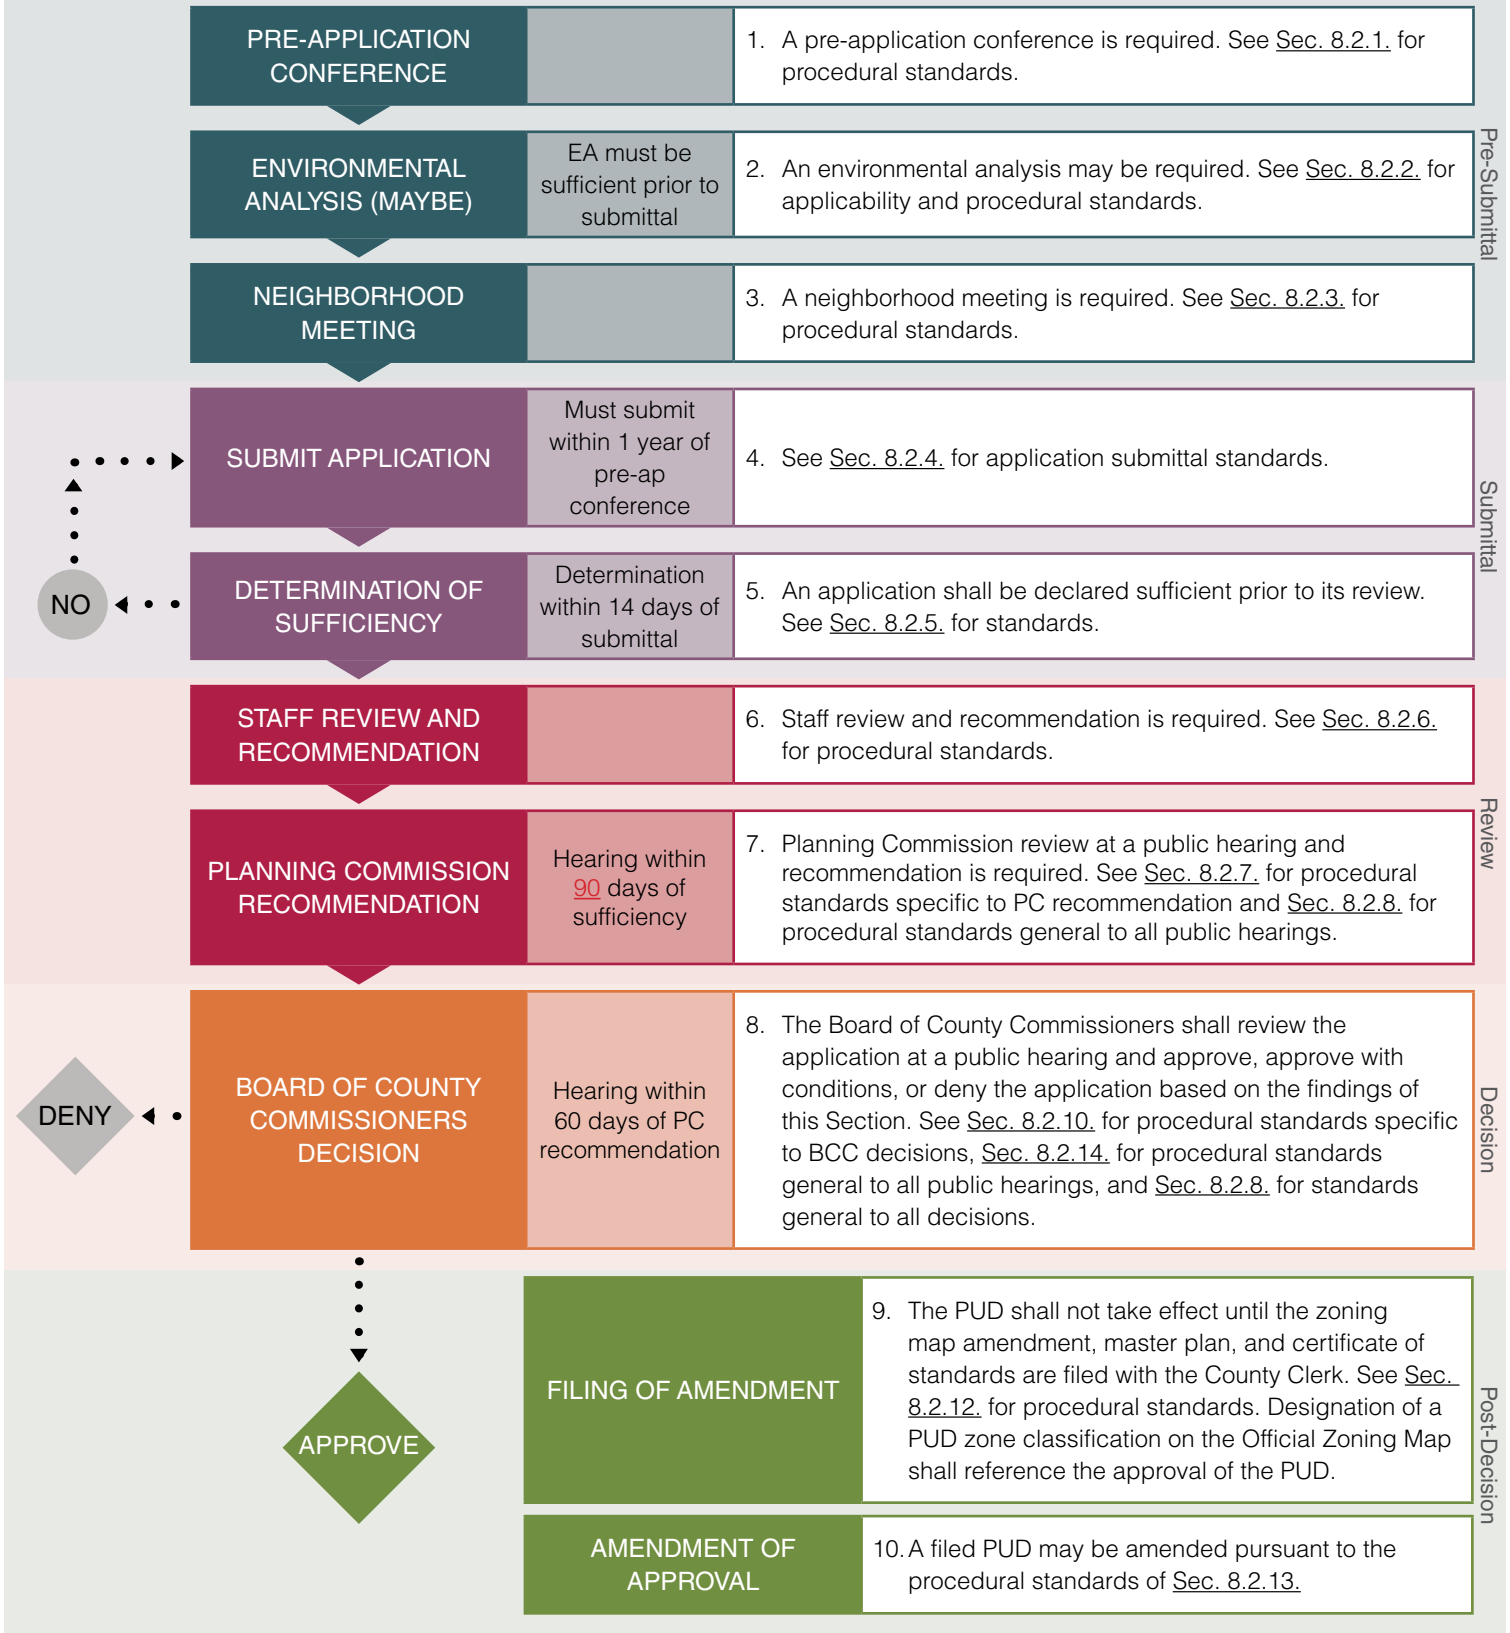 PRE-APPLICATION
CONFERENCE
1. A pre-application conference is required. See Sec. 8.2.1. for
procedural standards.
ENVIRONMENTAL
ANALYSIS (MAYBE)
EA must be
sufficient prior to
submittal
2. An environmental analysis may be required. See Sec. 8.2.2. for
applicability and procedural standards.
NEIGHBORHOOD
MEETING
3. A neighborhood meeting is required. See Sec. 8.2.3. for
procedural standards.
Pre-Submittal
SUBMIT APPLICATION
Must submit
within 1 year of
pre-ap
conference
4. See Sec. 8.2.4. for application submittal standards.
NO
DETERMINATION OF
SUFFICIENCY
Determination
within 14 days of
submittal
5. An application shall be declared sufficient prior to its review.
See Sec. 8.2.5. for standards.
Submittal
STAFF REVIEW AND
RECOMMENDATION
6. Staff review and recommendation is required. See Sec. 8.2.6.
for procedural standards.
PLANNING COMMISSION
RECOMMENDATION
Hearing within
90 days of
sufficiency
7. Planning Commission review at a public hearing and
recommendation is required. See Sec. 8.2.7. for procedural
standards specific to PC recommendation and Sec. 8.2.8. for
procedural standards general to all public hearings.
Review
DENY
BOARD OF COUNTY
COMMISSIONERS
DECISION
Hearing within
60 days of PC
recommendation
8. The Board of County Commissioners shall review the
application at a public hearing and approve, approve with
conditions, or deny the application based on the findings of
this Section. See Sec. 8.2.10. for procedural standards specific
to BCC decisions, Sec. 8.2.14. for procedural standards
general to all public hearings, and Sec. 8.2.8. for standards
general to all decisions.
Decision
APPROVE
FILING OF AMENDMENT
9. The PUD shall not take effect until the zoning
map amendment, master plan, and certificate of
standards are filed with the County Clerk. See Sec.
8.2.12. for procedural standards. Designation of a
PUD zone classification on the Official Zoning Map
shall reference the approval of the PUD.
AMENDMENT OF
APPROVAL
10. A filed PUD may be amended pursuant to the
procedural standards of Sec. 8.2.13.
Post-Decision